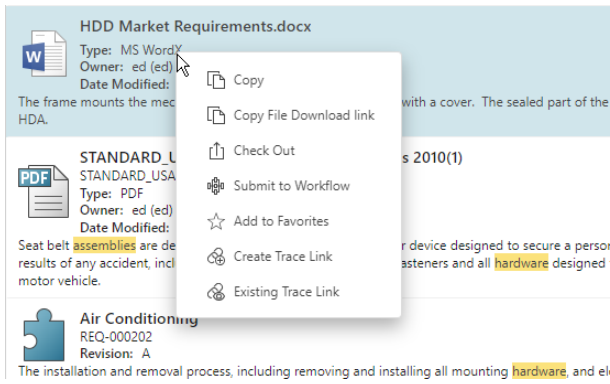 HDD Market Requirements.docx
W
Type: MS WordX
Owner: ed (ed)
Date Modified:
The frame mounts the mec
with a cover. The sealed part of the
HDA.
Copy
Copy File Download link
Check Out
Submit to Workflow
Add to Favorites
Create Trace Link
Existing Trace Link
STANDARD_U
s 2010(1)
PDF
STANDARD_USA
Type: PDF
Owner: ed (ed)
Date Modified:
Seat belt assemblies are de
r device designed to secure a person
results of any accident, incl
asteners and all hardware designed
motor vehicle.
Air Conditioning
REQ-000202
Revision: A
The installation and removal process, including removing and installing all mounting hardware, and ele